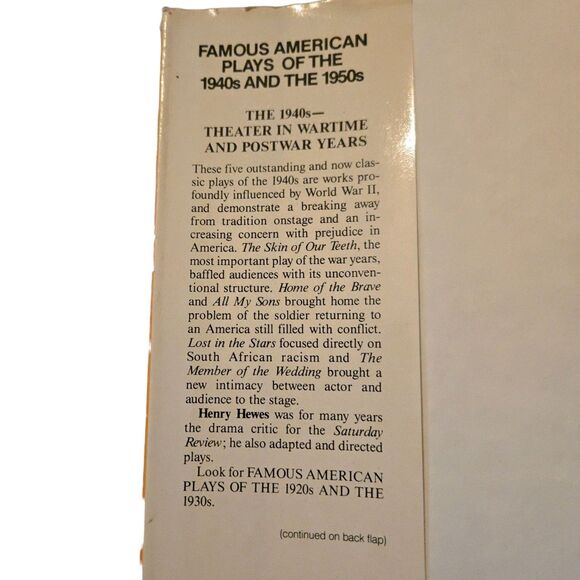 FAMOUS AMERICAN
PLAYS OF THE
1940s AND THE 1950s
THE 1940s—
THEATER IN WARTIME
AND POSTWAR YEARS
These five outstanding and now clas-
sic plays of the 1940s are works pro-
foundly influenced by World War II,
and demonstrate a breaking away
from tradition onstage and an in-
creasing concern with prejudice in
America. The Skin of Our Teeth, the
most important play of the war years,
baffled audiences with its unconven-
tional structure. Home of the Brave
and All My Sons brought home the
problem of the soldier returning to
an America still filled with conflict.
Lost in the Stars focused directly on
South African racism and The
Member of the Wedding brought a
new intimacy between actor and
audience to the stage.
Henry Hewes was for many years
the drama critic for the Saturday
Review; he also adapted and directed
plays.
Look for FAMOUS AMERICAN
PLAYS OF THE 1920s AND THE
1930s.
(continued on back flap)